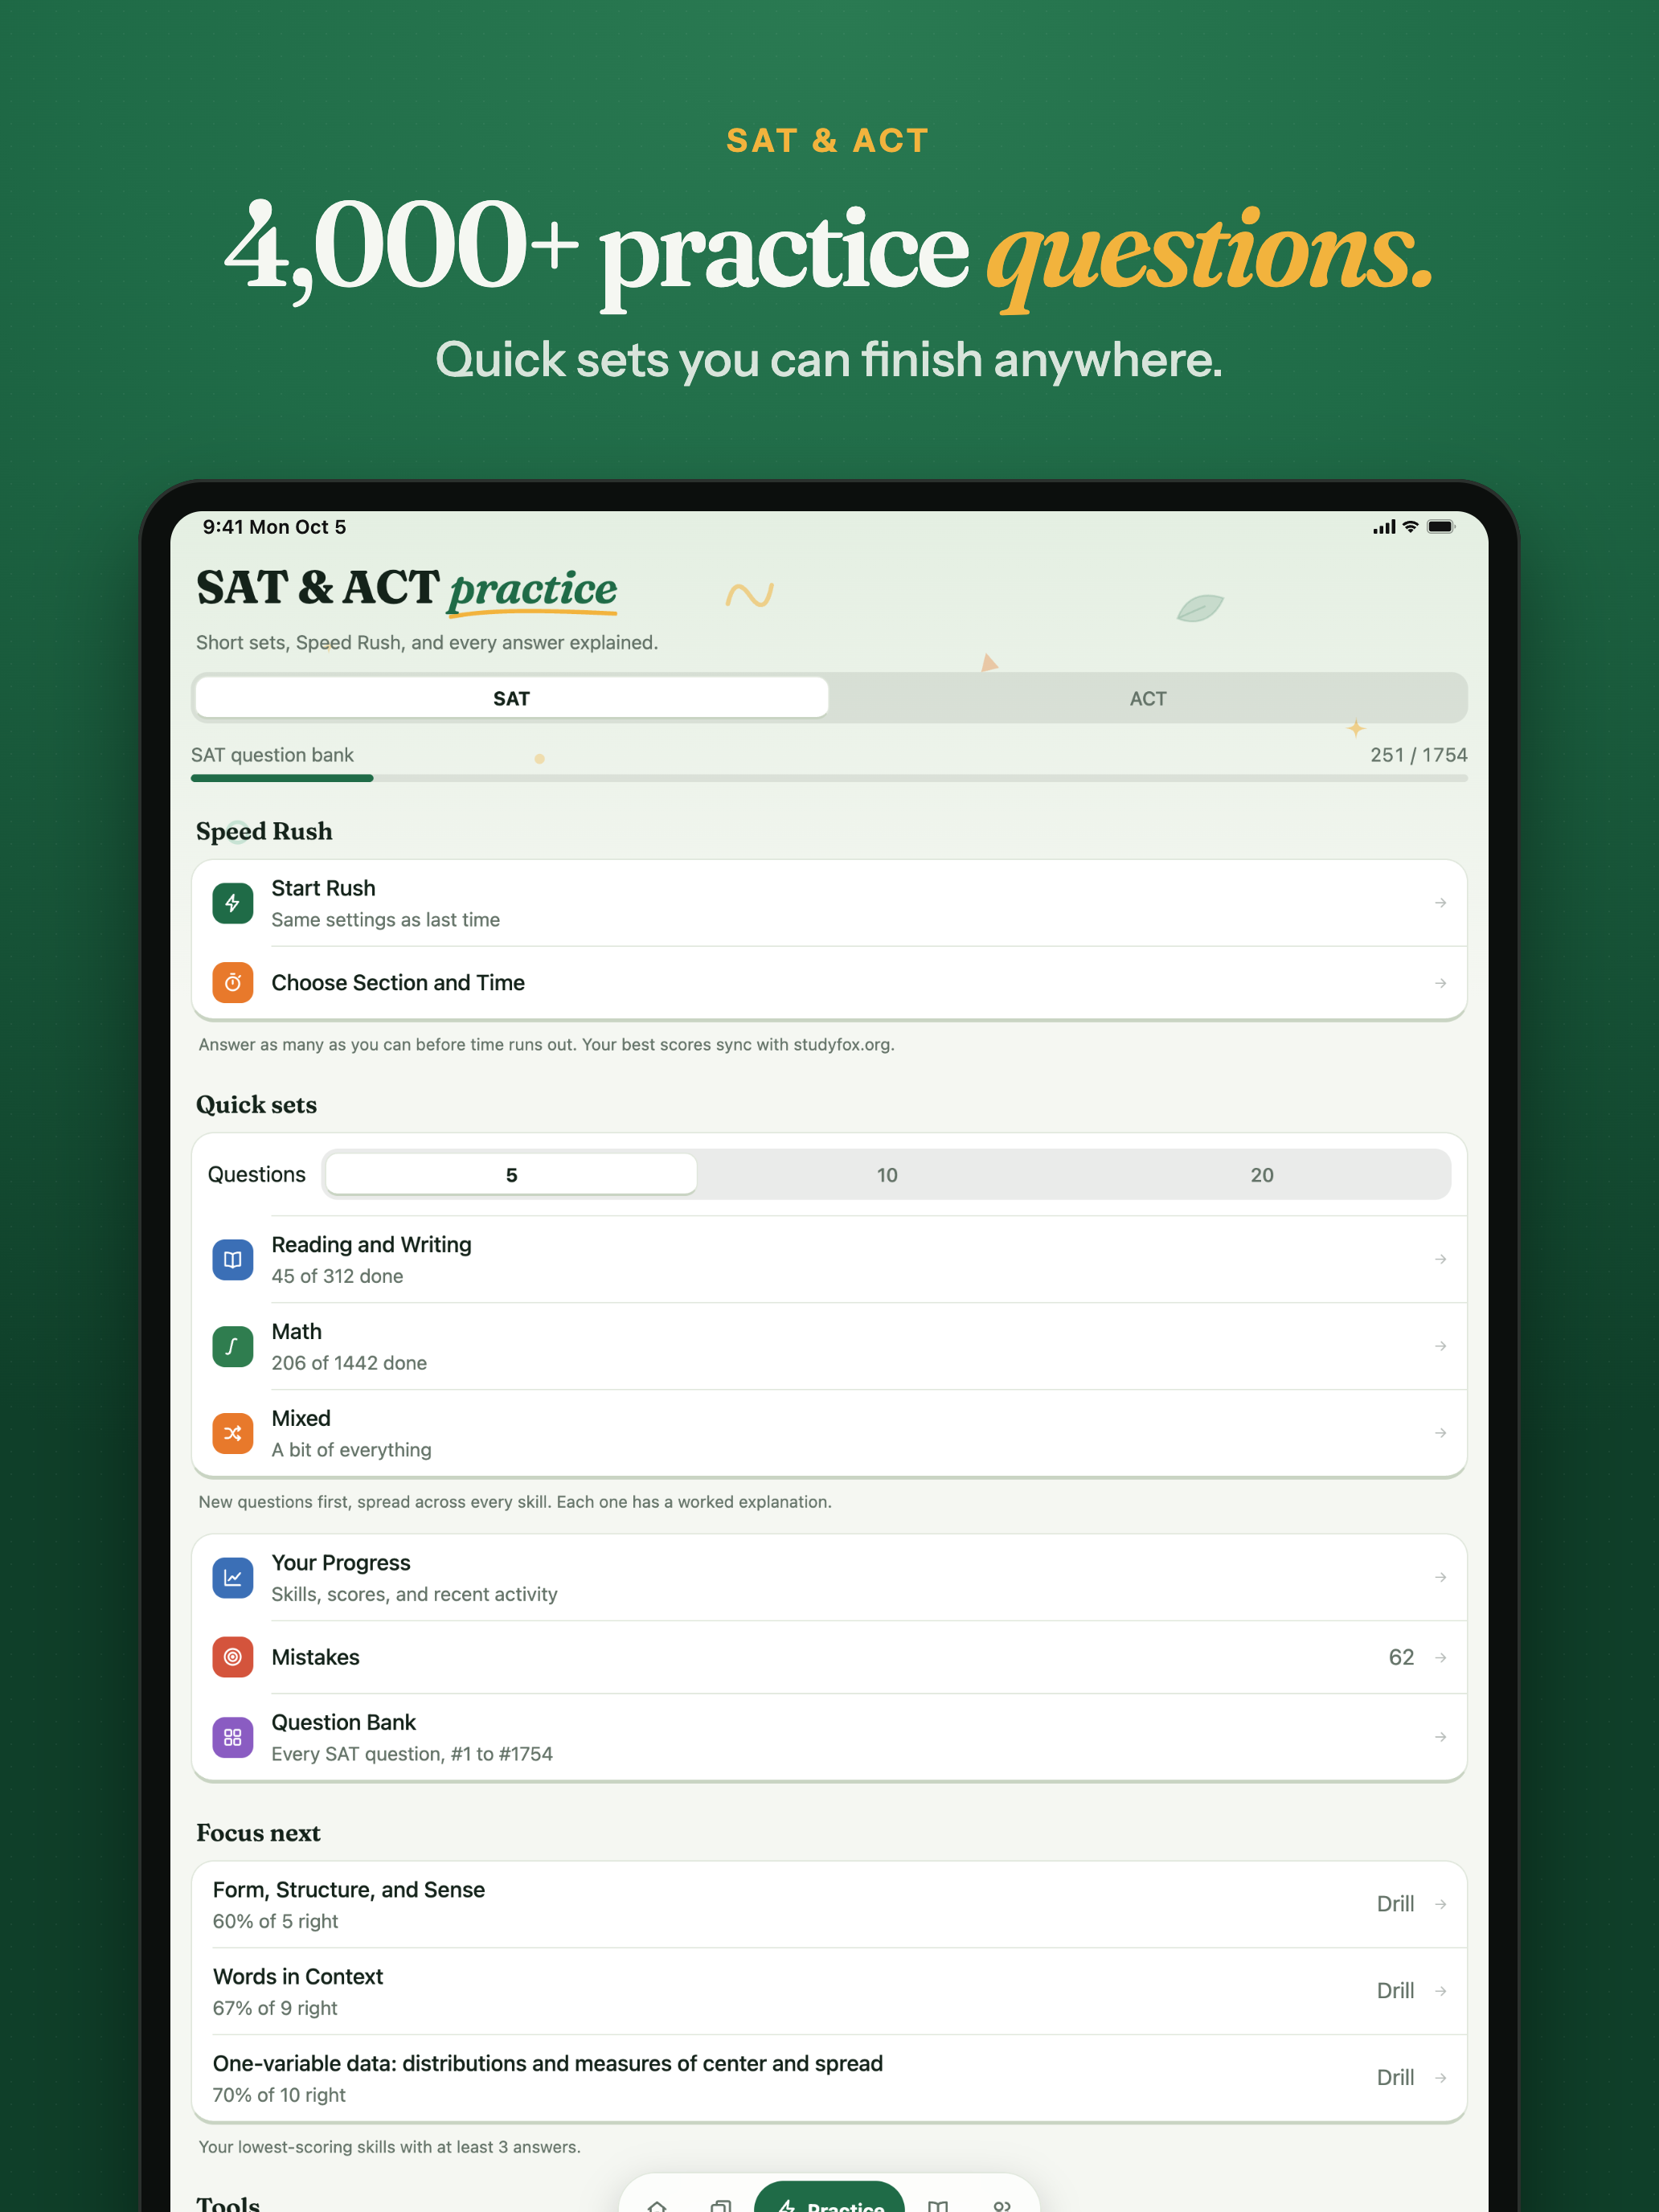 SAT & ACT
4,000+ practice questions.
Quick sets you can finish anywhere.
9:41 Mon Oct 5
SAT & ACT practice
Short sets, Speed Rush, and every answer explained.
SAT
ACT
SAT question bank
251 / 1754
Speed Rush
Start Rush
Same settings as last time
Choose Section and Time
Answer as many as you can before time runs out. Your best scores sync with studyfox.org.
Quick sets
Questions
5
10
20
Reading and Writing
45 of 312 done
Math
206 of 1442 done
Mixed
A bit of everything
New questions first, spread across every skill. Each one has a worked explanation.
Your Progress
Skills, scores, and recent activity
Mistakes
62
Question Bank
Every SAT question, #1 to #1754
Focus next
Form, Structure, and Sense
60% of 5 right
Drill
Words in Context
67% of 9 right
Drill
One-variable data: distributions and measures of center and spread
70% of 10 right
Drill
Your lowest-scoring skills with at least 3 answers.
Tools
Practice